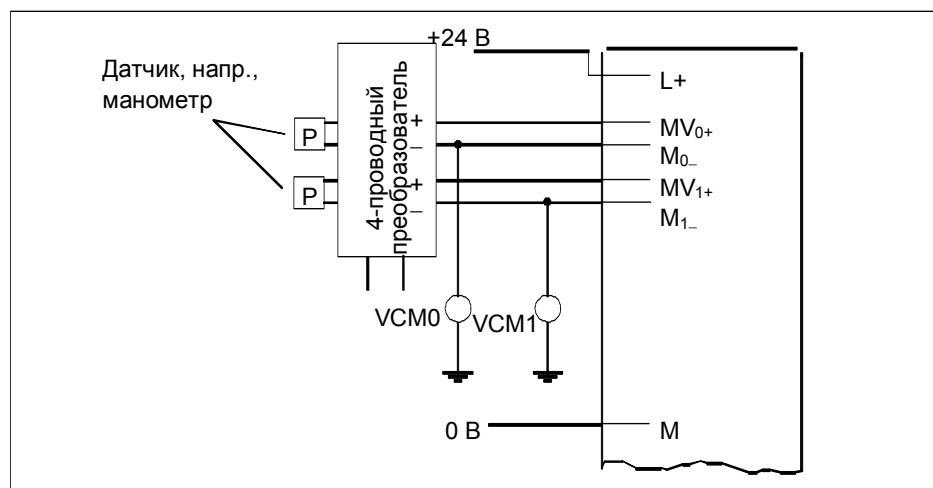 +24 В
Датчик, напр.,
манометр
L+
P
P
4-проводный
преобразователь
+
–
+
–
MV0+
M0–
MV1+
M1–
VCM0
VCM1
0 В
M